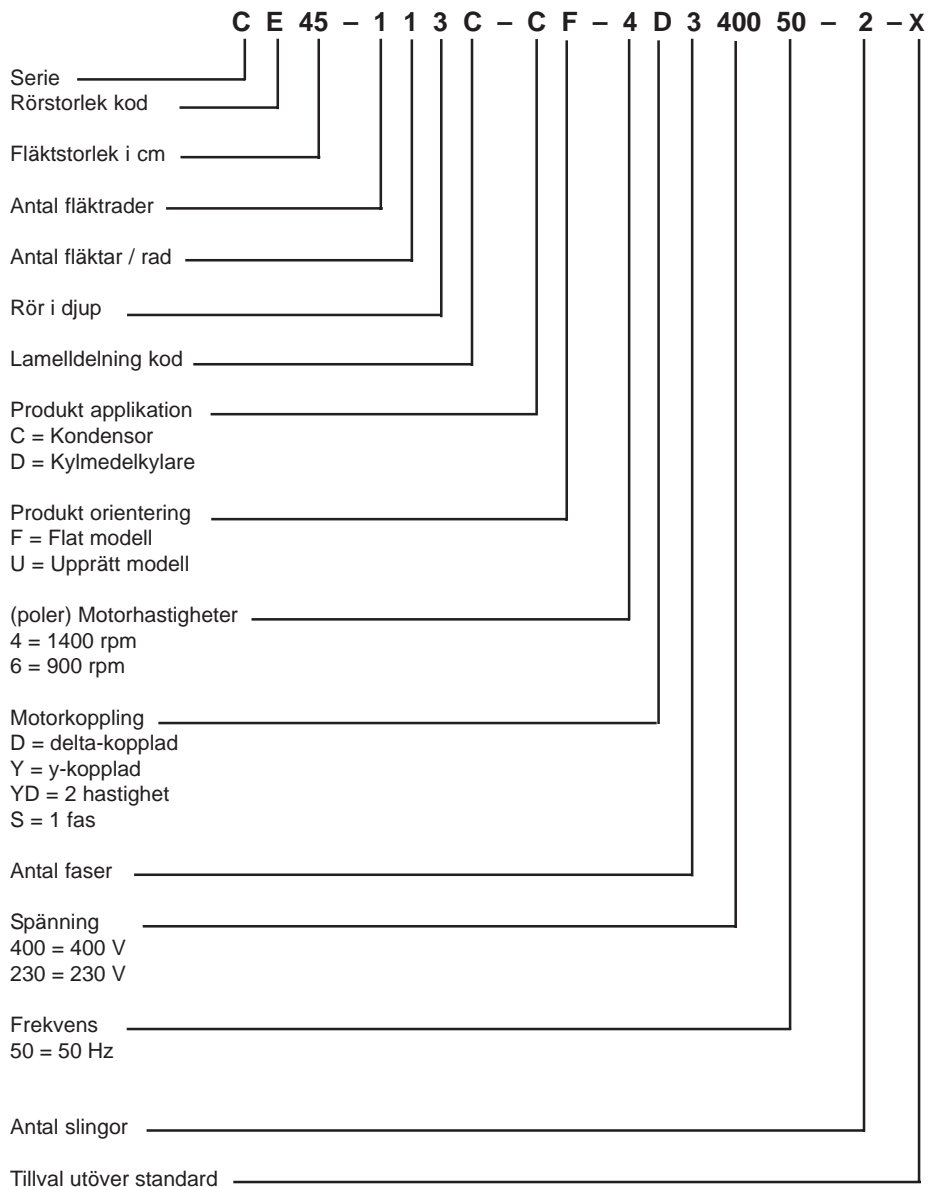 C E 45 – 1 1 3 C – C F – 4 D 3 400 50 – 2 – X
Serie
Rörstorlek kod
Fläktstorlek i cm
Antal fläktrader
Antal fläktar / rad
Rör i djup
Lamelldelning kod
Produkt applikation
C = Kondensor
D = Kylmedelkylare
Produkt orientering
F = Flat modell
U = Upprätt modell
(poler) Motorhastigheter
4 = 1400 rpm
6 = 900 rpm
Motorkoppling
D = delta-kopplad
Y = y-kopplad
YD = 2 hastighet
S = 1 fas
Antal faser
Spänning
400 = 400 V
230 = 230 V
Frekvens
50 = 50 Hz
Antal slingor
Tillval utöver standard